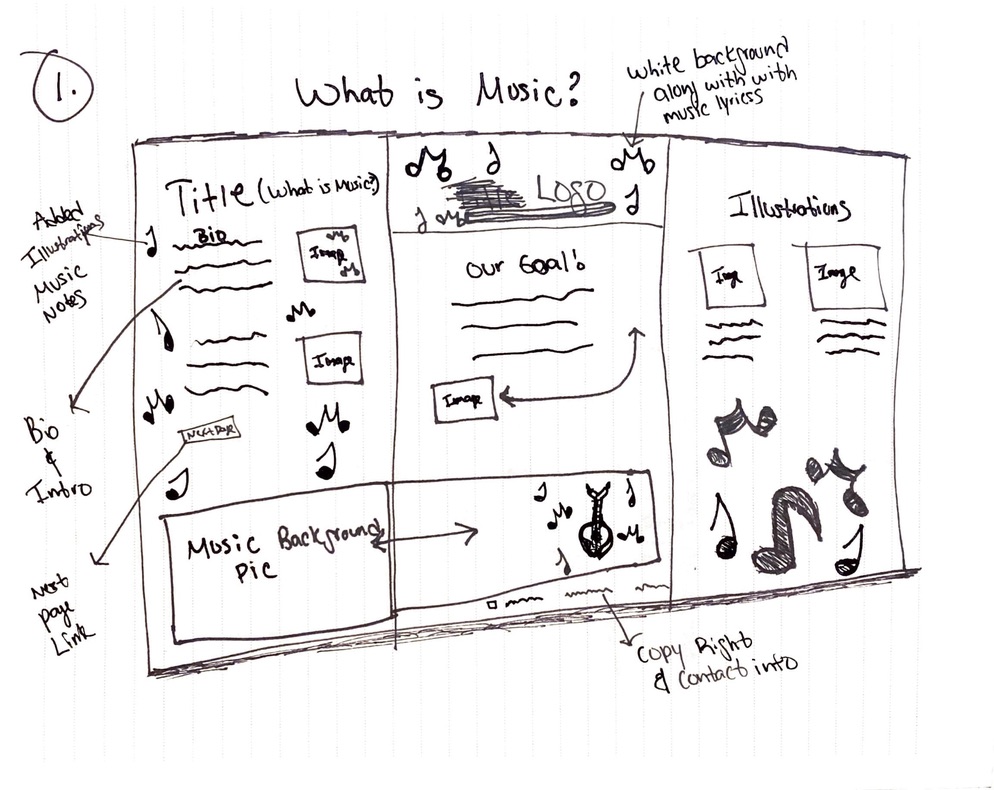 1.
What is Music?
White background
along with with
music lyricss
Title (What is Music?)
Bio
Image
Image
Next Page
Logo
Our Goal!
Image
Illustrations
Image
Image
Added
Illustrations
Music
Notes
Bio
&
Intro
Next
page
Link
Music Background
Pic
Copy Right
& Contact info